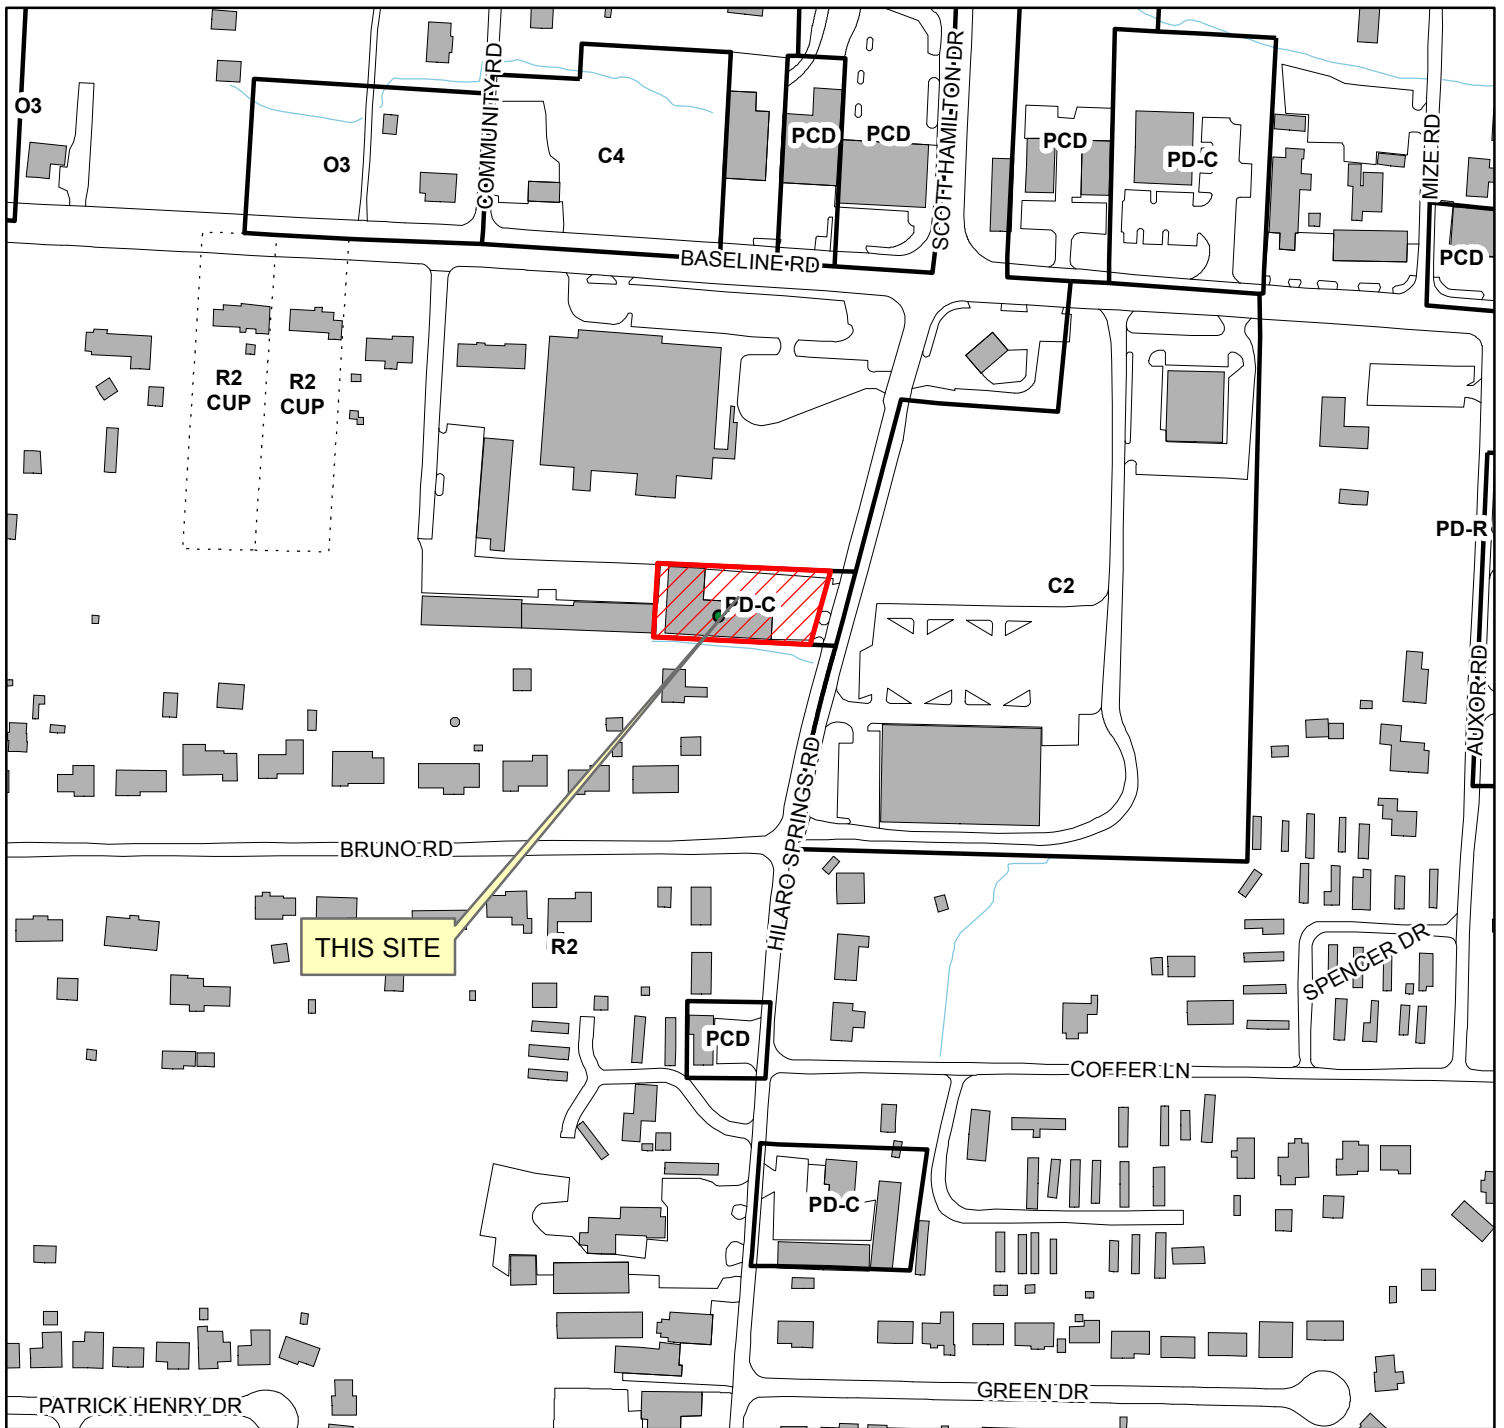 O3
O3
COMMUNITY RD
C4
PCD
PCD
SCOTT HAMILTON DR
PCD
PD-C
MIZE RD
PCD
BASELINE RD
R2
CUP
R2
CUP
PD-R
C2
PD-C
AUXOR RD
HILARO SPRINGS RD
BRUNO RD
THIS SITE
R2
SPENCER DR
PCD
COFFER LN
PD-C
GREEN DR
PATRICK HENRY DR